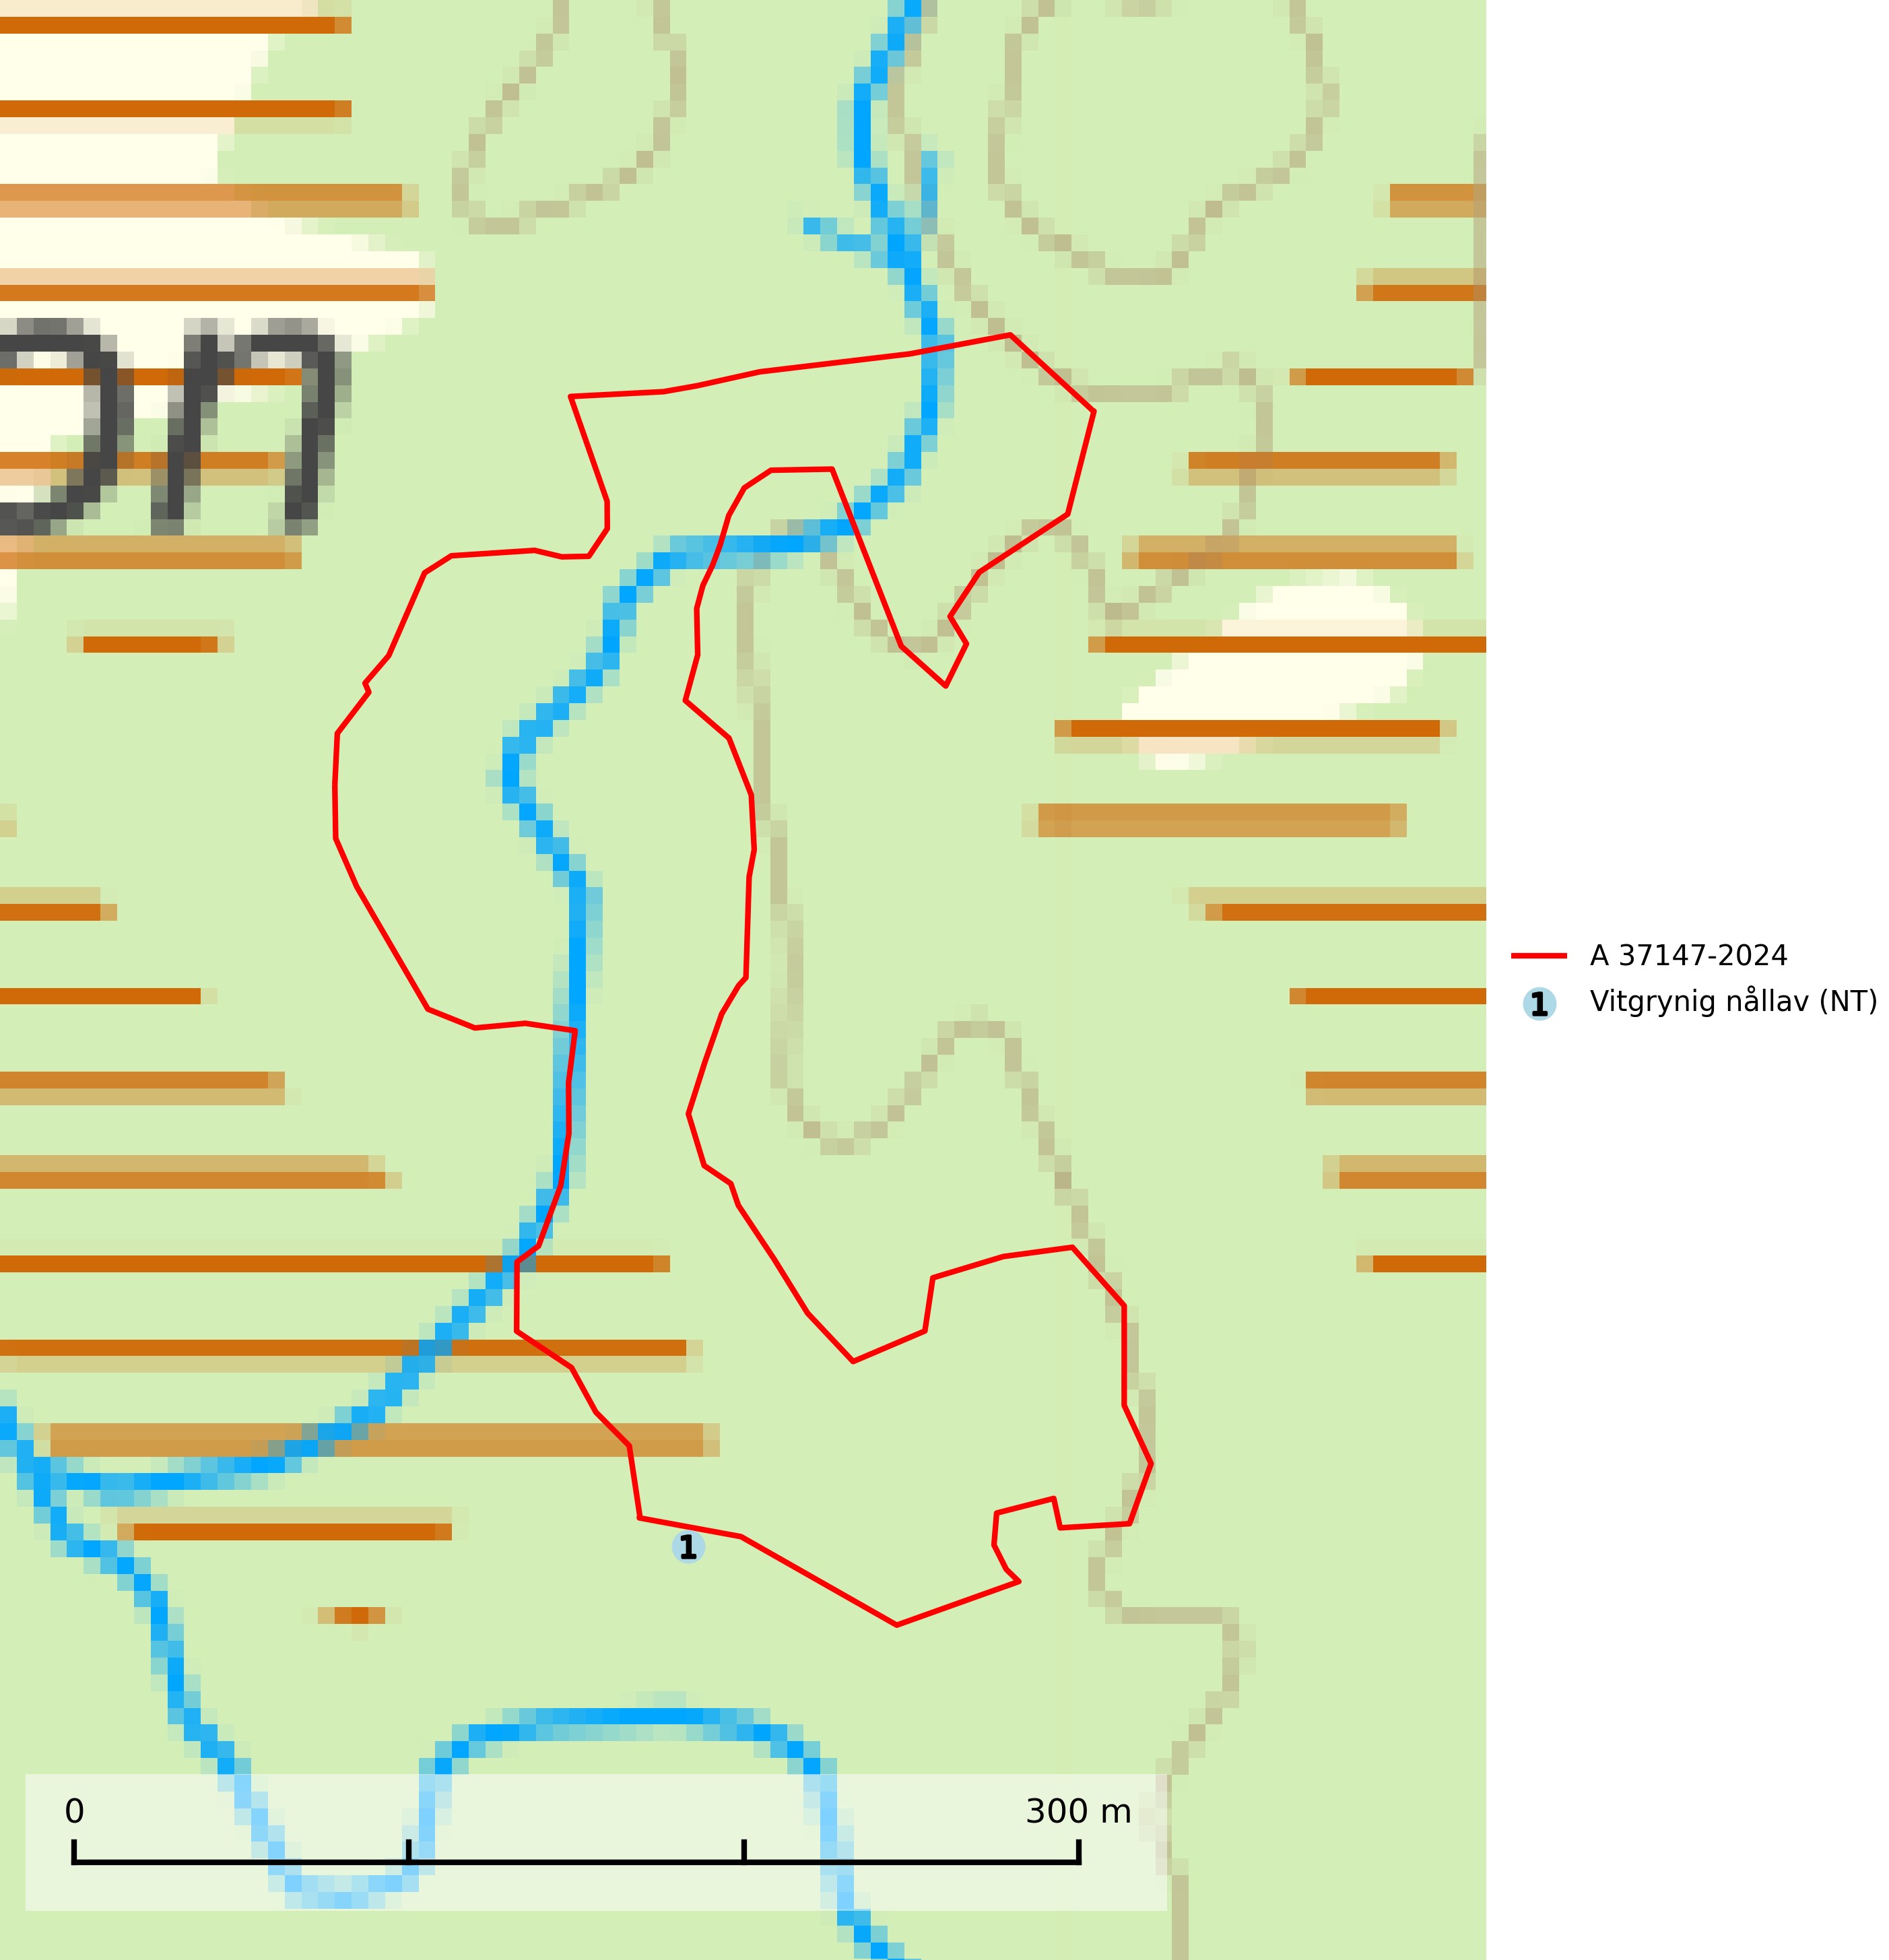 A 37147-2024
1 Vitgrynig nållav (NT)
1
0 300 m